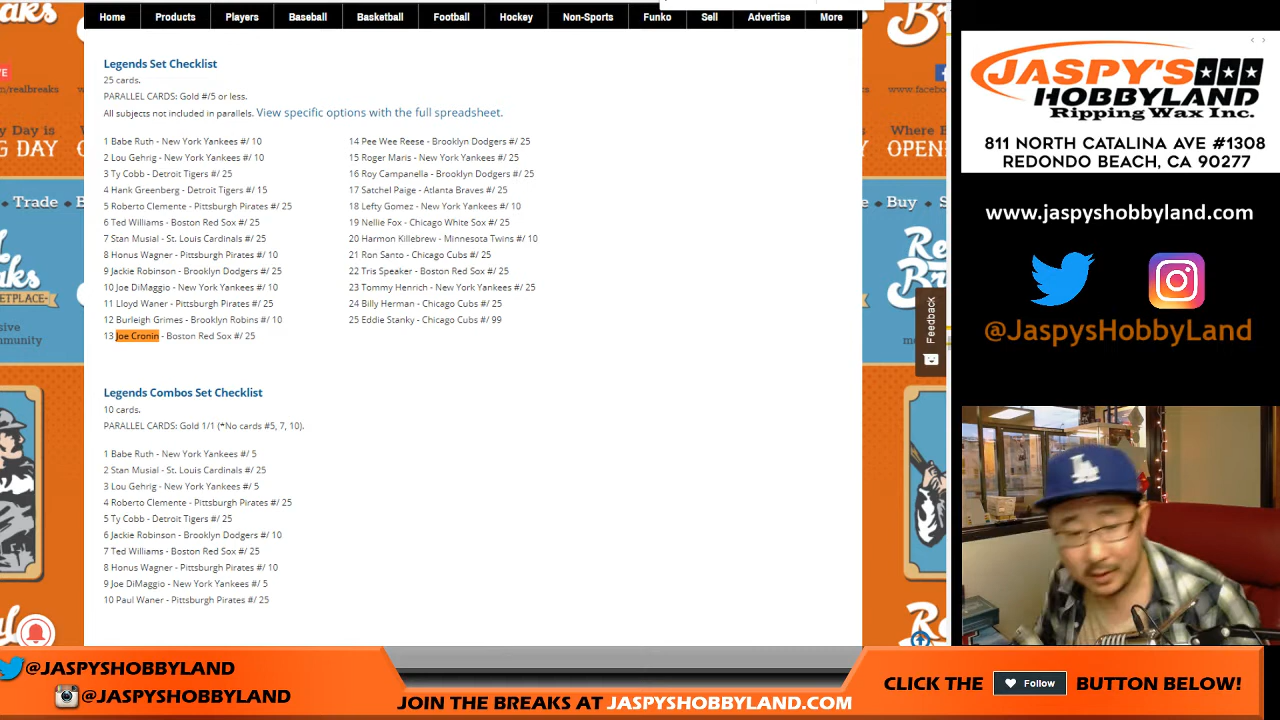 Home Products Players Baseball Basketball Football Hockey Non-Sports Funko Sell Advertise More
Legends Set Checklist
25 cards.
PARALLEL CARDS: Gold #/5 or less.
All subjects not included in parallels. View specific options with the full spreadsheet.
1 Babe Ruth - New York Yankees #/ 10
2 Lou Gehrig - New York Yankees #/ 10
3 Ty Cobb - Detroit Tigers #/ 25
4 Hank Greenberg - Detroit Tigers #/ 15
5 Roberto Clemente - Pittsburgh Pirates #/ 25
6 Ted Williams - Boston Red Sox #/ 25
7 Stan Musial - St. Louis Cardinals #/ 25
8 Honus Wagner - Pittsburgh Pirates #/ 10
9 Jackie Robinson - Brooklyn Dodgers #/ 25
10 Joe DiMaggio - New York Yankees #/ 10
11 Lloyd Waner - Pittsburgh Pirates #/ 25
12 Burleigh Grimes - Brooklyn Robins #/ 10
13 Joe Cronin - Boston Red Sox #/ 25
14 Pee Wee Reese - Brooklyn Dodgers #/ 25
15 Roger Maris - New York Yankees #/ 25
16 Roy Campanella - Brooklyn Dodgers #/ 25
17 Satchel Paige - Atlanta Braves #/ 25
18 Lefty Gomez - New York Yankees #/ 10
19 Nellie Fox - Chicago White Sox #/ 25
20 Harmon Killebrew - Minnesota Twins #/ 10
21 Ron Santo - Chicago Cubs #/ 25
22 Tris Speaker - Boston Red Sox #/ 25
23 Tommy Henrich - New York Yankees #/ 25
24 Billy Herman - Chicago Cubs #/ 25
25 Eddie Stanky - Chicago Cubs #/ 99
Legends Combos Set Checklist
10 cards.
PARALLEL CARDS: Gold 1/1 (*No cards #5, 7, 10).
1 Babe Ruth - New York Yankees #/ 5
2 Stan Musial - St. Louis Cardinals #/ 25
3 Lou Gehrig - New York Yankees #/ 5
4 Roberto Clemente - Pittsburgh Pirates #/ 25
5 Ty Cobb - Detroit Tigers #/ 25
6 Jackie Robinson - Brooklyn Dodgers #/ 10
7 Ted Williams - Boston Red Sox #/ 25
8 Honus Wagner - Pittsburgh Pirates #/ 10
9 Joe DiMaggio - New York Yankees #/ 5
10 Paul Waner - Pittsburgh Pirates #/ 25
Trade
Buy
Feedback
JASPY'S
HOBBYLAND
Ripping Wax Inc.
811 NORTH CATALINA AVE #1308
REDONDO BEACH, CA 90277
www.jaspyshobbyland.com
@JaspysHobbyLand
LA
@JASPYSHOBBYLAND
@JASPYSHOBBYLAND
JOIN THE BREAKS AT JASPYSHOBBYLAND.COM
CLICK THE Follow BUTTON BELOW!